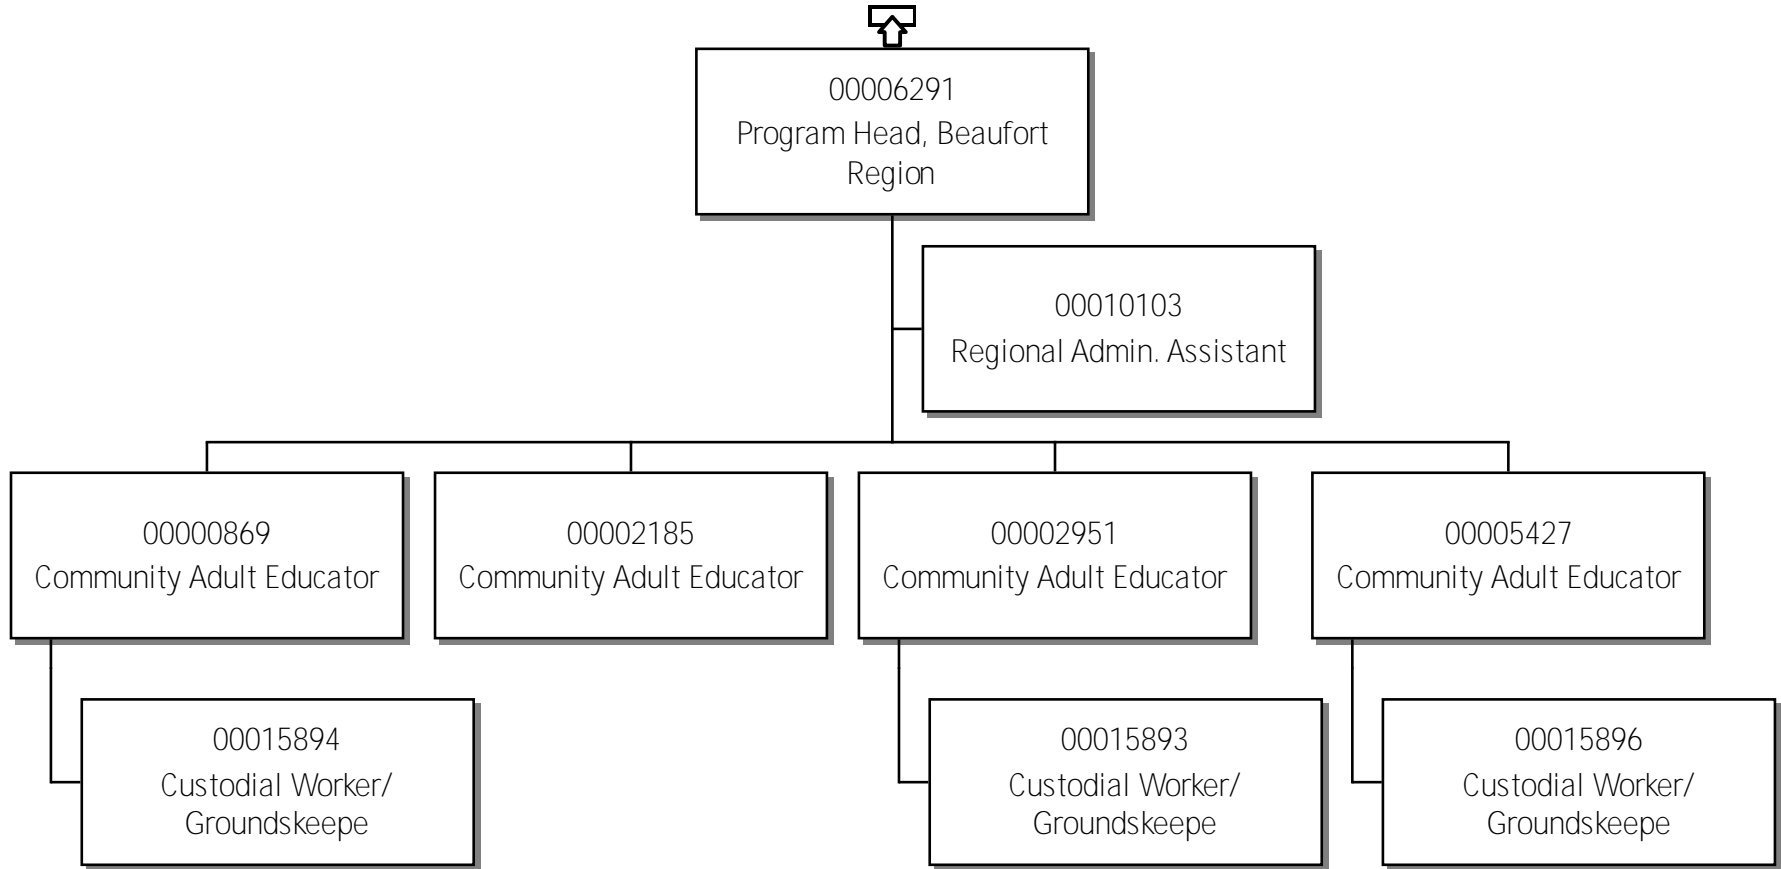 00006291
Program Head, Beaufort
Region
00010103
Regional Admin. Assistant
00000869
Community Adult Educator
00002185
Community Adult Educator
00002951
Community Adult Educator
00005427
Community Adult Educator
00015894
Custodial Worker/
Groundskeepe
00015893
Custodial Worker/
Groundskeepe
00015896
Custodial Worker/
Groundskeepe